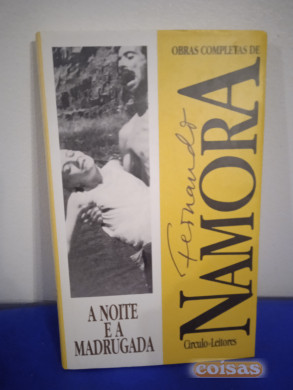 OBRAS COMPLETAS DE
Fernando
NAMORA
A NOITE
E A
MADRUGADA
Círculo-Leitores
coisas